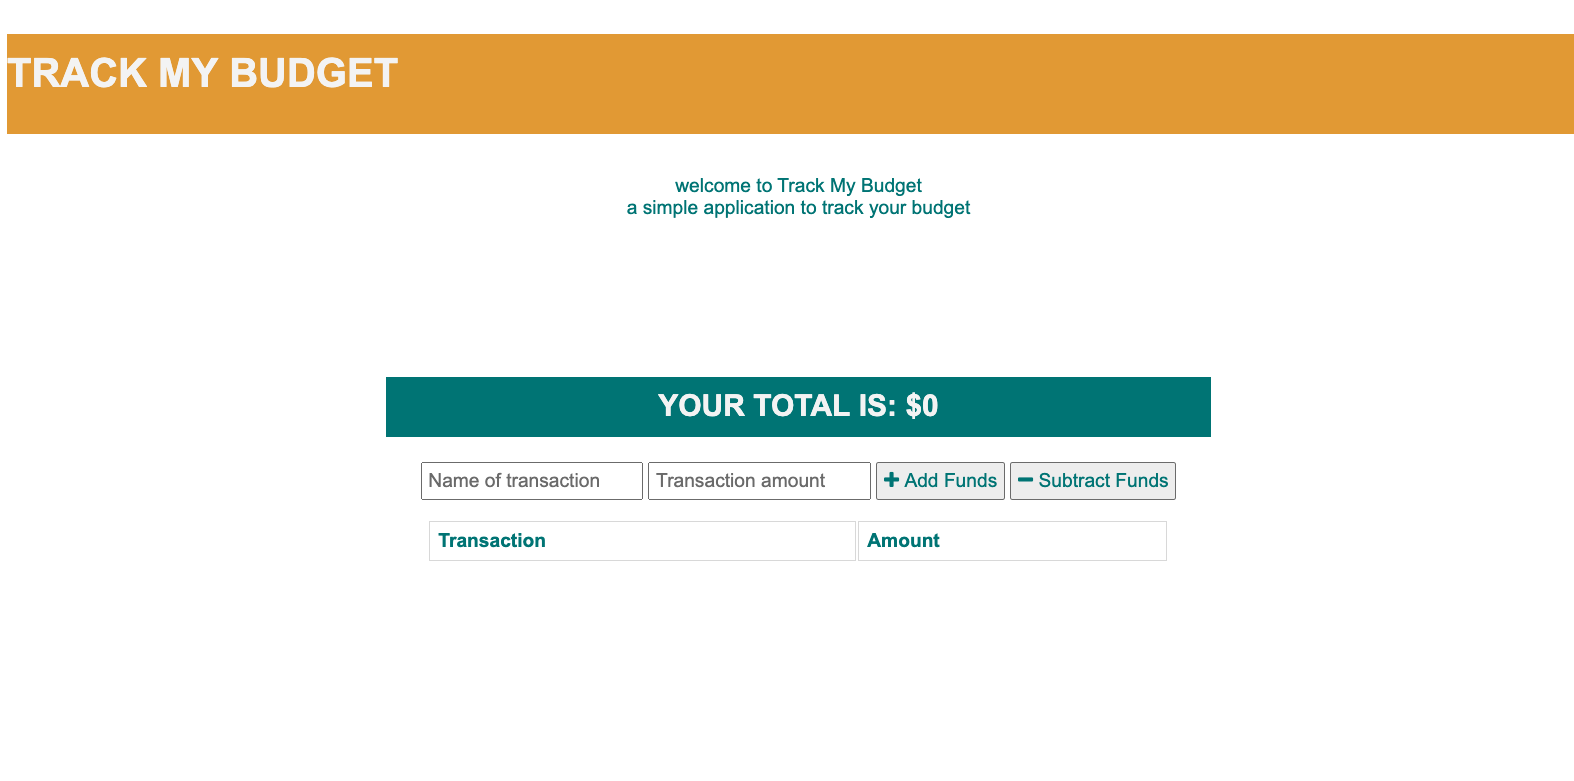 TRACK MY BUDGET
welcome to Track My Budget
a simple application to track your budget
YOUR TOTAL IS: $0
Name of transaction Transaction amount Add Funds Subtract Funds
Transaction Amount